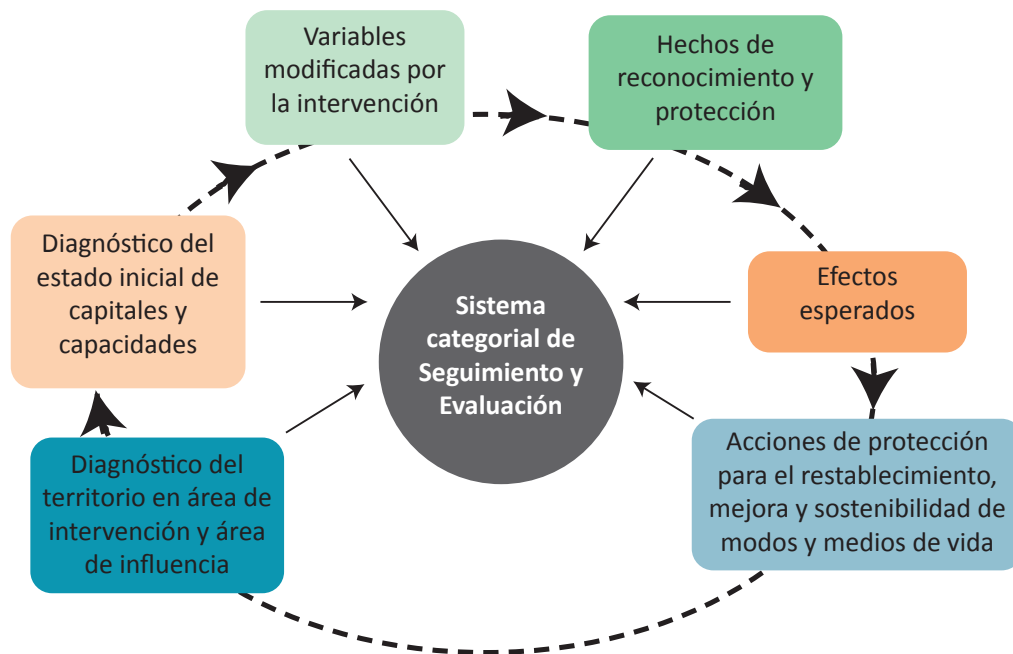 Variables
modificadas por
la intervención
Hechos de
reconocimiento y
protección
Diagnóstico del
estado inicial de
capitales y
capacidades
Efectos
esperados
Sistema
categorial de
Seguimiento y
Evaluación
Diagnóstico del
territorio en área de
intervención y área
de influencia
Acciones de protección
para el restablecimiento,
mejora y sostenibilidad de
modos y medios de vida